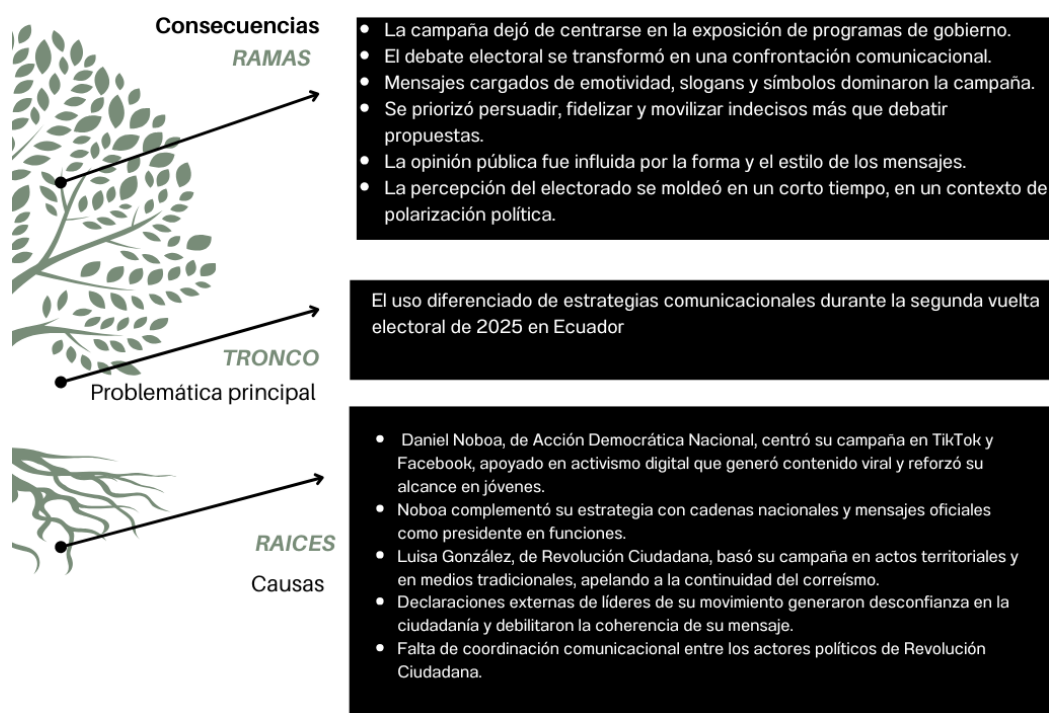 Consecuencias
RAMAS
La campaña dejó de centrarse en la exposición de programas de gobierno.
El debate electoral se transformó en una confrontación comunicacional.
Mensajes cargados de emotividad, slogans y símbolos dominaron la campaña.
Se priorizó persuadir, fidelizar y movilizar indecisos más que debatir
propuestas.
La opinión pública fue influida por la forma y el estilo de los mensajes.
La percepción del electorado se moldeó en un corto tiempo, en un contexto de
polarización política.
TRONCO
Problemática principal
El uso diferenciado de estrategias comunicacionales durante la segunda vuelta
electoral de 2025 en Ecuador
RAICES
Causas
Daniel Noboa, de Acción Democrática Nacional, centró su campaña en TikTok y
Facebook, apoyado en activismo digital que generó contenido viral y reforzó su
alcance en jóvenes.
Noboa complementó su estrategia con cadenas nacionales y mensajes oficiales
como presidente en funciones.
Luisa González, de Revolución Ciudadana, basó su campaña en actos territoriales y
en medios tradicionales, apelando a la continuidad del correísmo.
Declaraciones externas de líderes de su movimiento generaron desconfianza en la
ciudadanía y debilitaron la coherencia de su mensaje.
Falta de coordinación comunicacional entre los actores políticos de Revolución
Ciudadana.